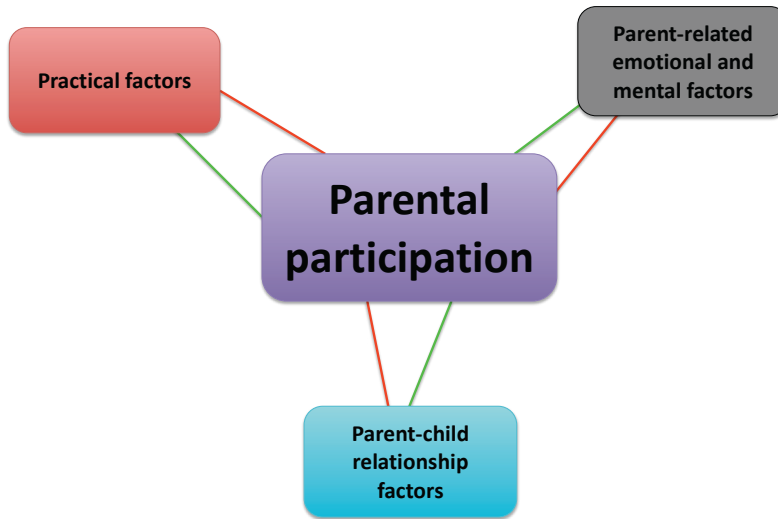 Practical factors
Parent-related
emotional and
mental factors
Parental
participation
Parent-child
relationship
factors